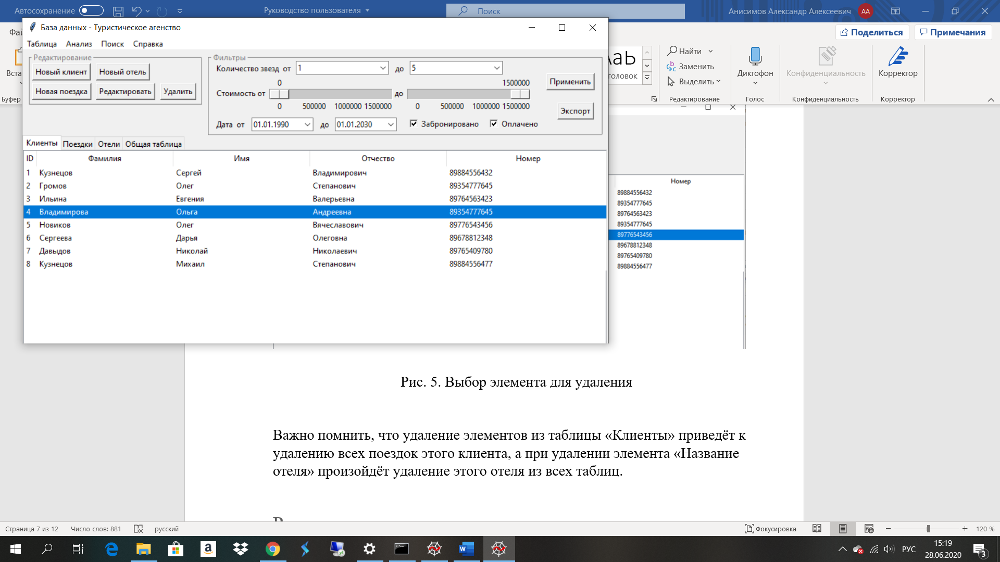 Автосохранение
Руководство пользователя
Поиск
Анисимов Александр Алексеевич
АА
База данных - Туристическое агенство
Поделиться
Примечания
Таблица Анализ Поиск Справка
Редактирование
Новый клиент Новый отель
Новая поездка Редактировать Удалить
Фильтры
Количество звезд от 1 до 5
0 1500000
Стоимость от до
0 500000 1000000 1500000 0 500000 1000000 1500000
Дата от 01.01.1990 до 01.01.2030 Забронировано Оплачено
Применить
Экспорт
Найти
Заменить
Выделить
Редактирование
Диктофон
Голос
Конфиденциальность
Конфиденциальность
Корректор
Корректор
Клиенты Поездки Отели Общая таблица
ID Фамилия Имя Отчество Номер
1 Кузнецов Сергей Владимирович 89884556432
2 Громов Олег Степанович 89354777645
3 Ильина Евгения Валерьевна 89764563423
4 Владимирова Ольга Андреевна 89354777645
5 Новиков Олег Вячеславович 89776543456
6 Сергеева Дарья Олеговна 89678812348
7 Давыдов Николай Николаевич 89765409780
8 Кузнецов Михаил Степанович 89884556477
Номер
89884556432
89354777645
89764563423
89354777645
89776543456
89678812348
89765409780
89884556477
Рис. 5. Выбор элемента для удаления
Важно помнить, что удаление элементов из таблицы «Клиенты» приведёт к
удалению всех поездок этого клиента, а при удалении элемента «Название
отеля» произойдёт удаление этого отеля из всех таблиц.
Страница 7 из 12 Число слов: 881 русский
Фокусировка
120 %
РУС
15:19
28.06.2020
3